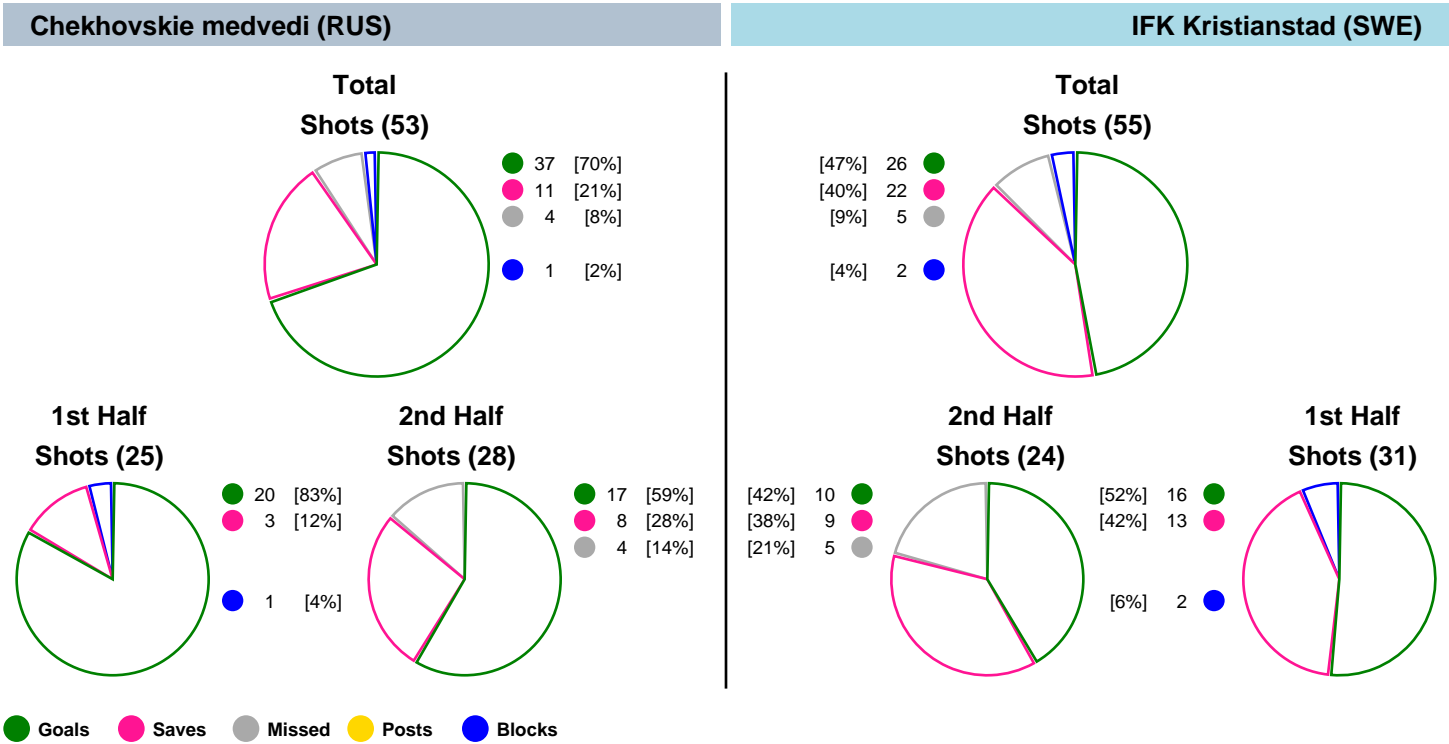 Chekhovskie medvedi (RUS)
IFK Kristianstad (SWE)
Total
Shots (53)
37 [70%]
11 [21%]
4 [8%]
1 [2%]
Total
Shots (55)
[47%] 26
[40%] 22
[9%] 5
[4%] 2
1st Half
Shots (25)
20 [83%]
3 [12%]
1 [4%]
2nd Half
Shots (28)
17 [59%]
8 [28%]
4 [14%]
2nd Half
Shots (24)
[42%] 10
[38%] 9
[21%] 5
1st Half
Shots (31)
[52%] 16
[42%] 13
[6%] 2
Goals Saves Missed Posts Blocks